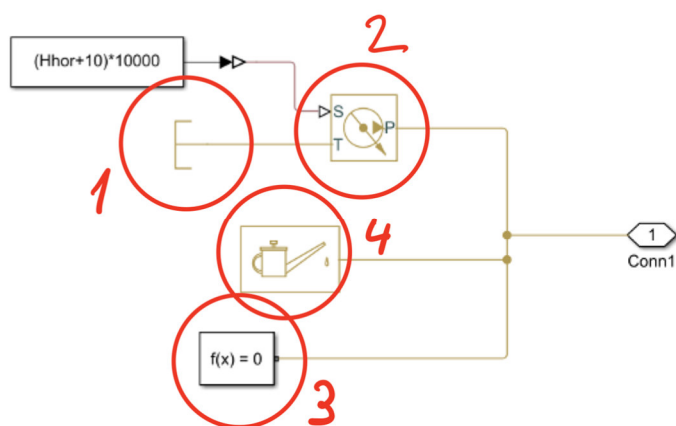 2
(Hhor+10)*10000
S
P
T
1
4
1
Conn1
f(x) = 0
3